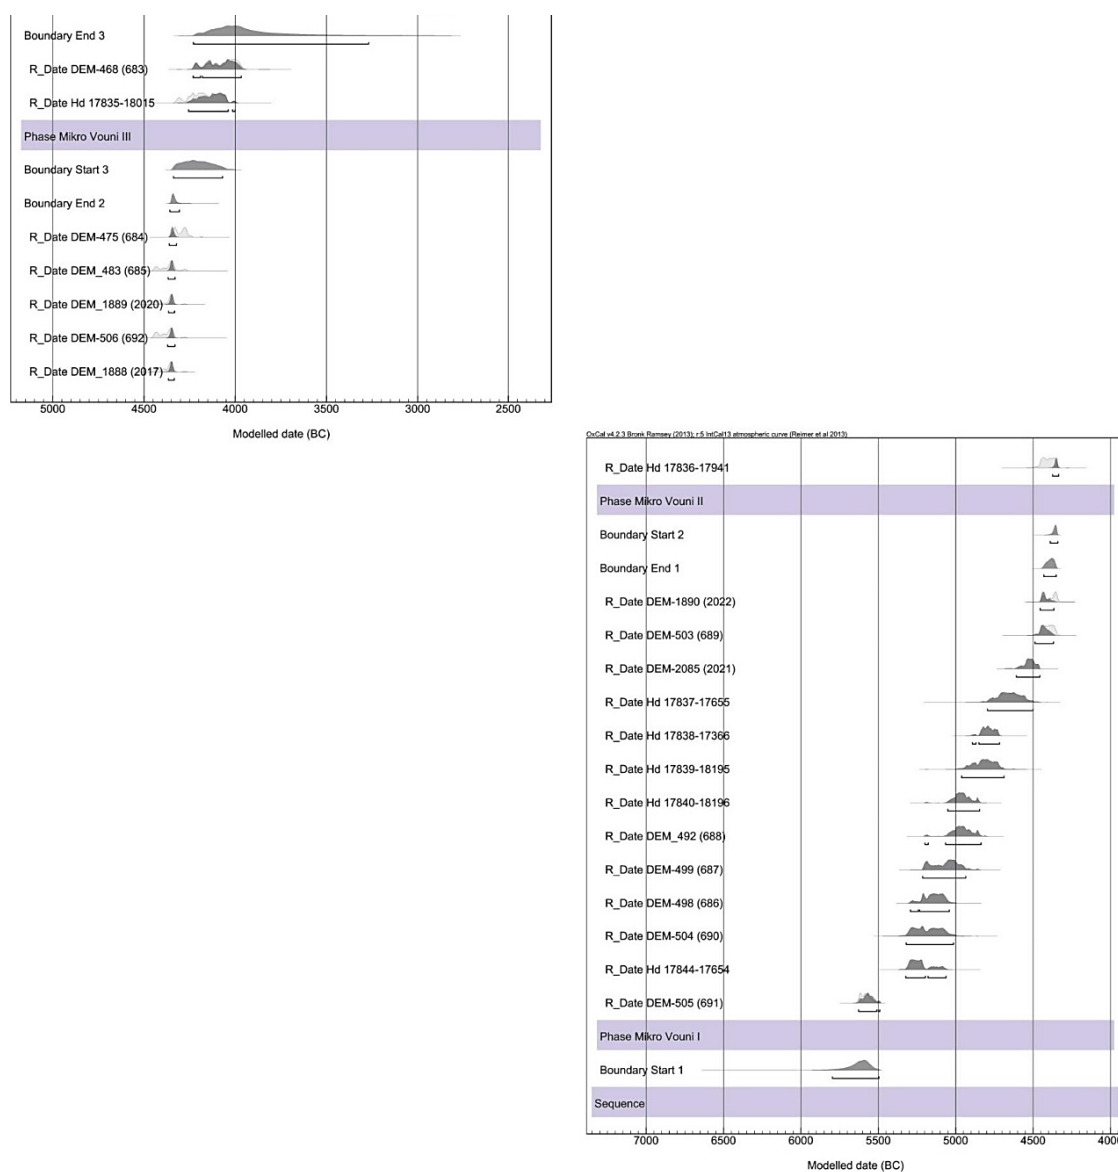 Boundary End 3
R_Date DEM-468 (683)
R_Date Hd 17835-18015
Phase Mikro Vouni III
Boundary Start 3
Boundary End 2
R_Date DEM-475 (684)
R_Date DEM_483 (685)
R_Date DEM_1889 (2020)
R_Date DEM-506 (692)
R_Date DEM_1888 (2017)
5000 4500 4000 3500 3000 2500
Modelled date (BC)
OxCal v4.2.3 Bronk Ramsey (2013); r:5 IntCal13 atmospheric curve (Reimer et al 2013)
R_Date Hd 17836-17941
Phase Mikro Vouni II
Boundary Start 2
Boundary End 1
R_Date DEM-1890 (2022)
R_Date DEM-503 (689)
R_Date DEM-2085 (2021)
R_Date Hd 17837-17655
R_Date Hd 17838-17366
R_Date Hd 17839-18195
R_Date Hd 17840-18196
R_Date DEM_492 (688)
R_Date DEM-499 (687)
R_Date DEM-498 (686)
R_Date DEM-504 (690)
R_Date Hd 17844-17654
R_Date DEM-505 (691)
Phase Mikro Vouni I
Boundary Start 1
Sequence
7000 6500 6000 5500 5000 4500 400
Modelled date (BC)